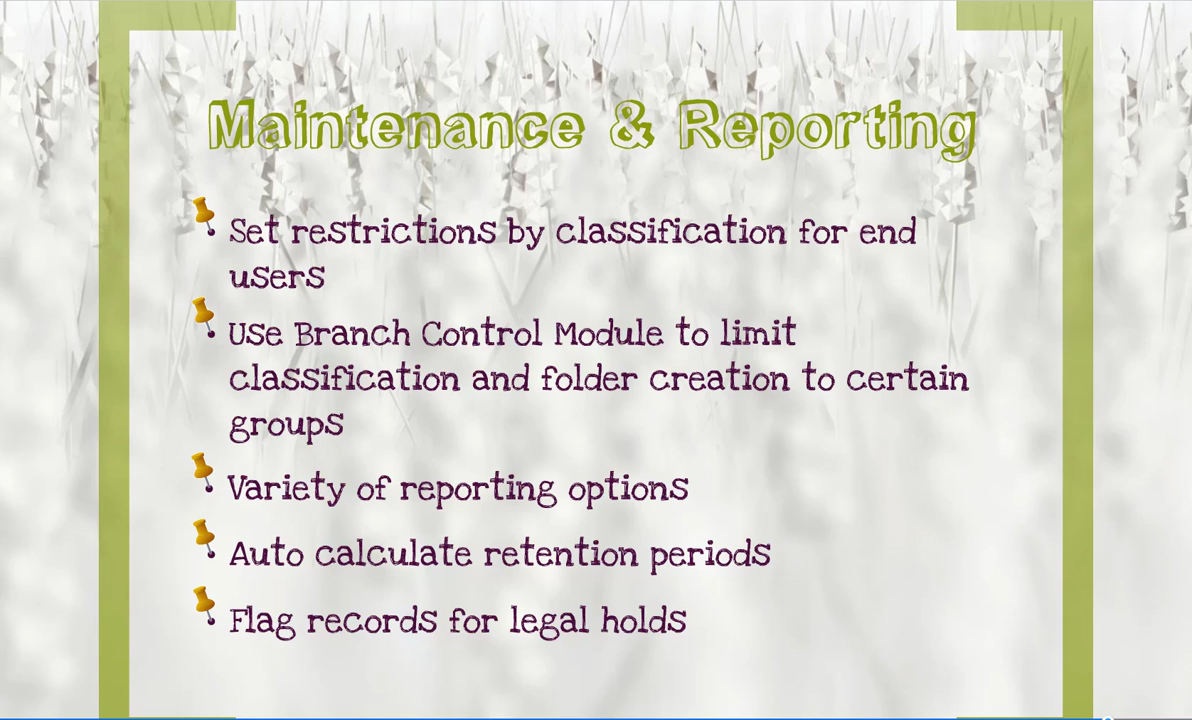 Maintenance & Reporting
Set restrictions by classification for end
users
Use Branch Control Module to limit
classification and folder creation to certain
groups
Variety of reporting options
Auto calculate retention periods
Flag records for legal holds